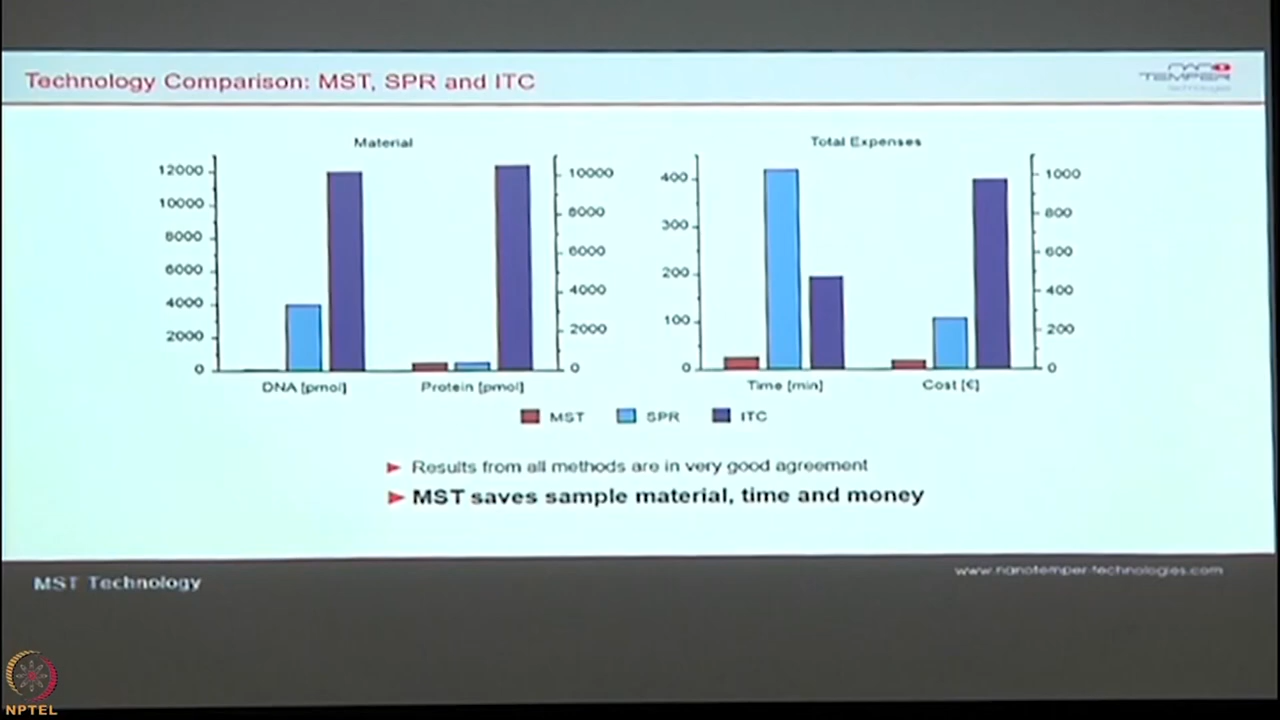 Technology Comparison: MST, SPR and ITC
NANO
TEMPER
technologies
Material
12000
10000
8000
6000
4000
2000
0
10000
8000
6000
4000
2000
0
DNA [pmol]
Protein [pmol]
Total Expenses
400
300
200
100
0
1000
800
600
400
200
0
Time [min]
Cost [€]
MST
SPR
ITC
Results from all methods are in very good agreement
MST saves sample material, time and money
MST Technology
www.nanotemper-technologies.com
NPTEL